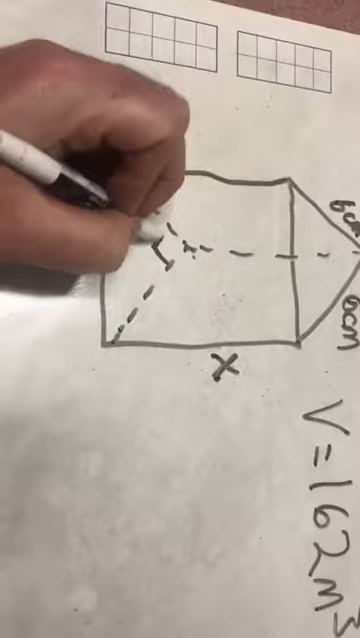 6cm
6cm
x
V = 162m³